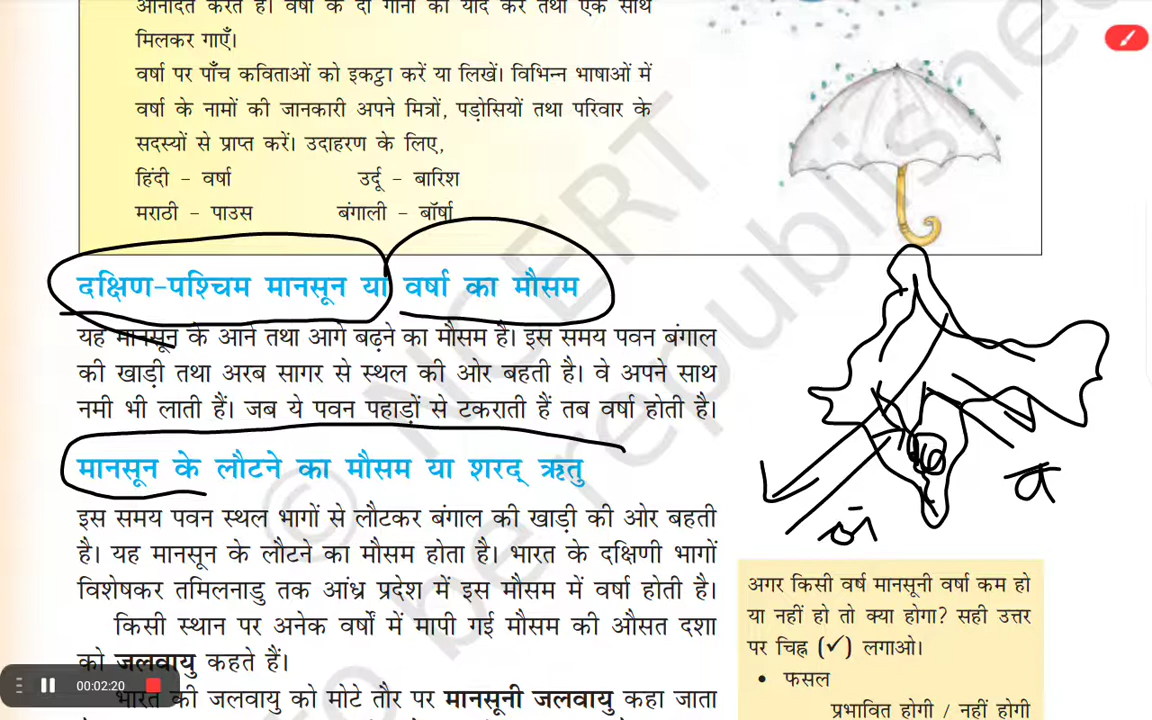 आनंदित करते हैं। वर्षा के दो गानों को याद करें तथा एक साथ
मिलकर गाएँ।
वर्षा पर पाँच कविताओं को इकट्ठा करें या लिखें। विभिन्न भाषाओं में
वर्षा के नामों की जानकारी अपने मित्रों, पड़ोसियों तथा परिवार के
सदस्यों से प्राप्त करें। उदाहरण के लिए,
हिंदी – वर्षा उर्दू – बारिश
मराठी – पाउस बंगाली – बॉर्षा
दक्षिण-पश्चिम मानसून या वर्षा का मौसम
यह मानसून के आने तथा आगे बढ़ने का मौसम है। इस समय पवन बंगाल
की खाड़ी तथा अरब सागर से स्थल की ओर बहती है। वे अपने साथ
नमी भी लाती हैं। जब ये पवन पहाड़ों से टकराती हैं तब वर्षा होती है।
मानसून के लौटने का मौसम या शरद् ऋतु
इस समय पवन स्थल भागों से लौटकर बंगाल की खाड़ी की ओर बहती
है। यह मानसून के लौटने का मौसम होता है। भारत के दक्षिणी भागों
विशेषकर तमिलनाडु तक आंध्र प्रदेश में इस मौसम में वर्षा होती है।
किसी स्थान पर अनेक वर्षों में मापी गई मौसम की औसत दशा
को जलवायु कहते हैं।
भारत की जलवायु को मोटे तौर पर मानसूनी जलवायु कहा जाता
अगर किसी वर्ष मानसूनी वर्षा कम हो
या नहीं हो तो क्या होगा? सही उत्तर
पर चिह्न (✓) लगाओ।
• फसल
प्रभावित होगी / नहीं होगी
© NCERT
not to be republished
00:02:20
ब